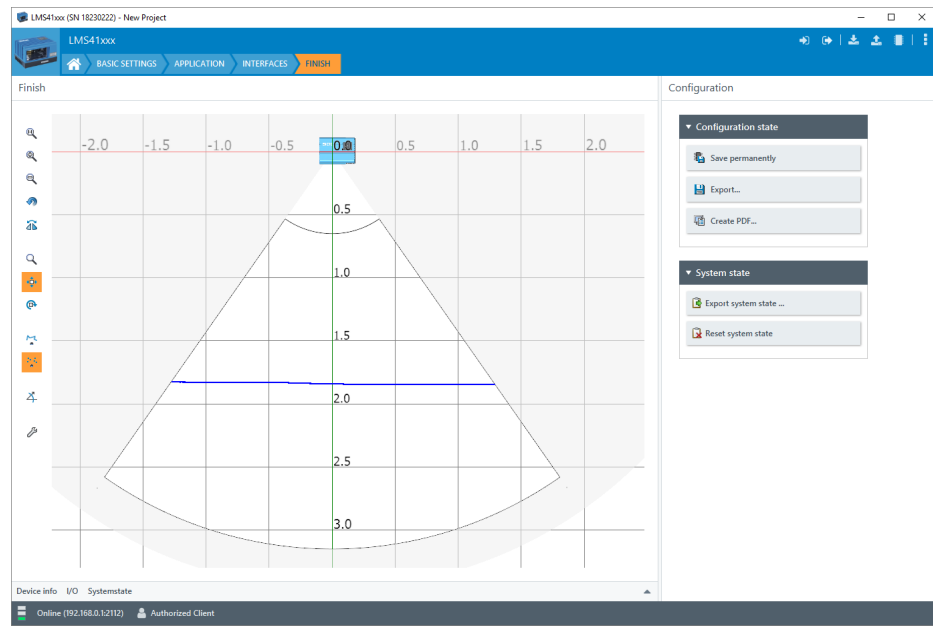 LMS41xxx (SN 18230222) - New Project
LMS41xxx
BASIC SETTINGS APPLICATION INTERFACES FINISH
Finish
Configuration
-2.0 -1.5 -1.0 -0.5 0.0 0.5 1.0 1.5 2.0
0.5
1.0
1.5
2.0
2.5
3.0
Configuration state
Save permanently
Export...
Create PDF...
System state
Export system state ...
Reset system state
Device info I/O Systemstate
Online (192.168.0.1:2112) Authorized Client